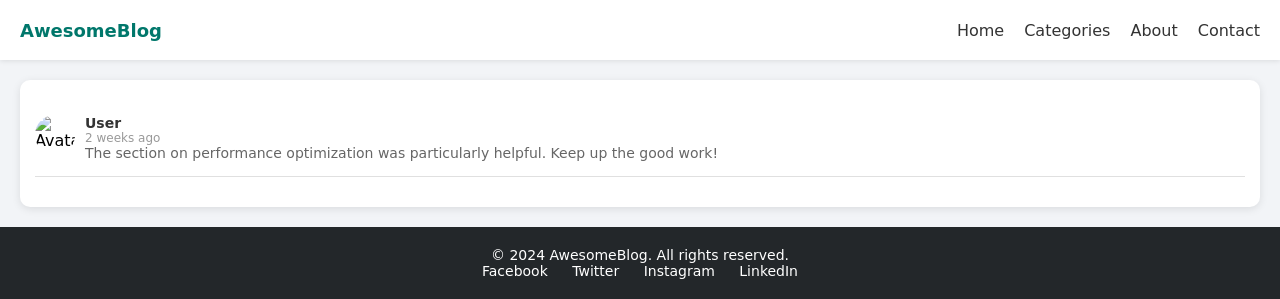 AwesomeBlog
Home Categories About Contact
User
2 weeks ago
The section on performance optimization was particularly helpful. Keep up the good work!
© 2024 AwesomeBlog. All rights reserved.
Facebook Twitter Instagram LinkedIn